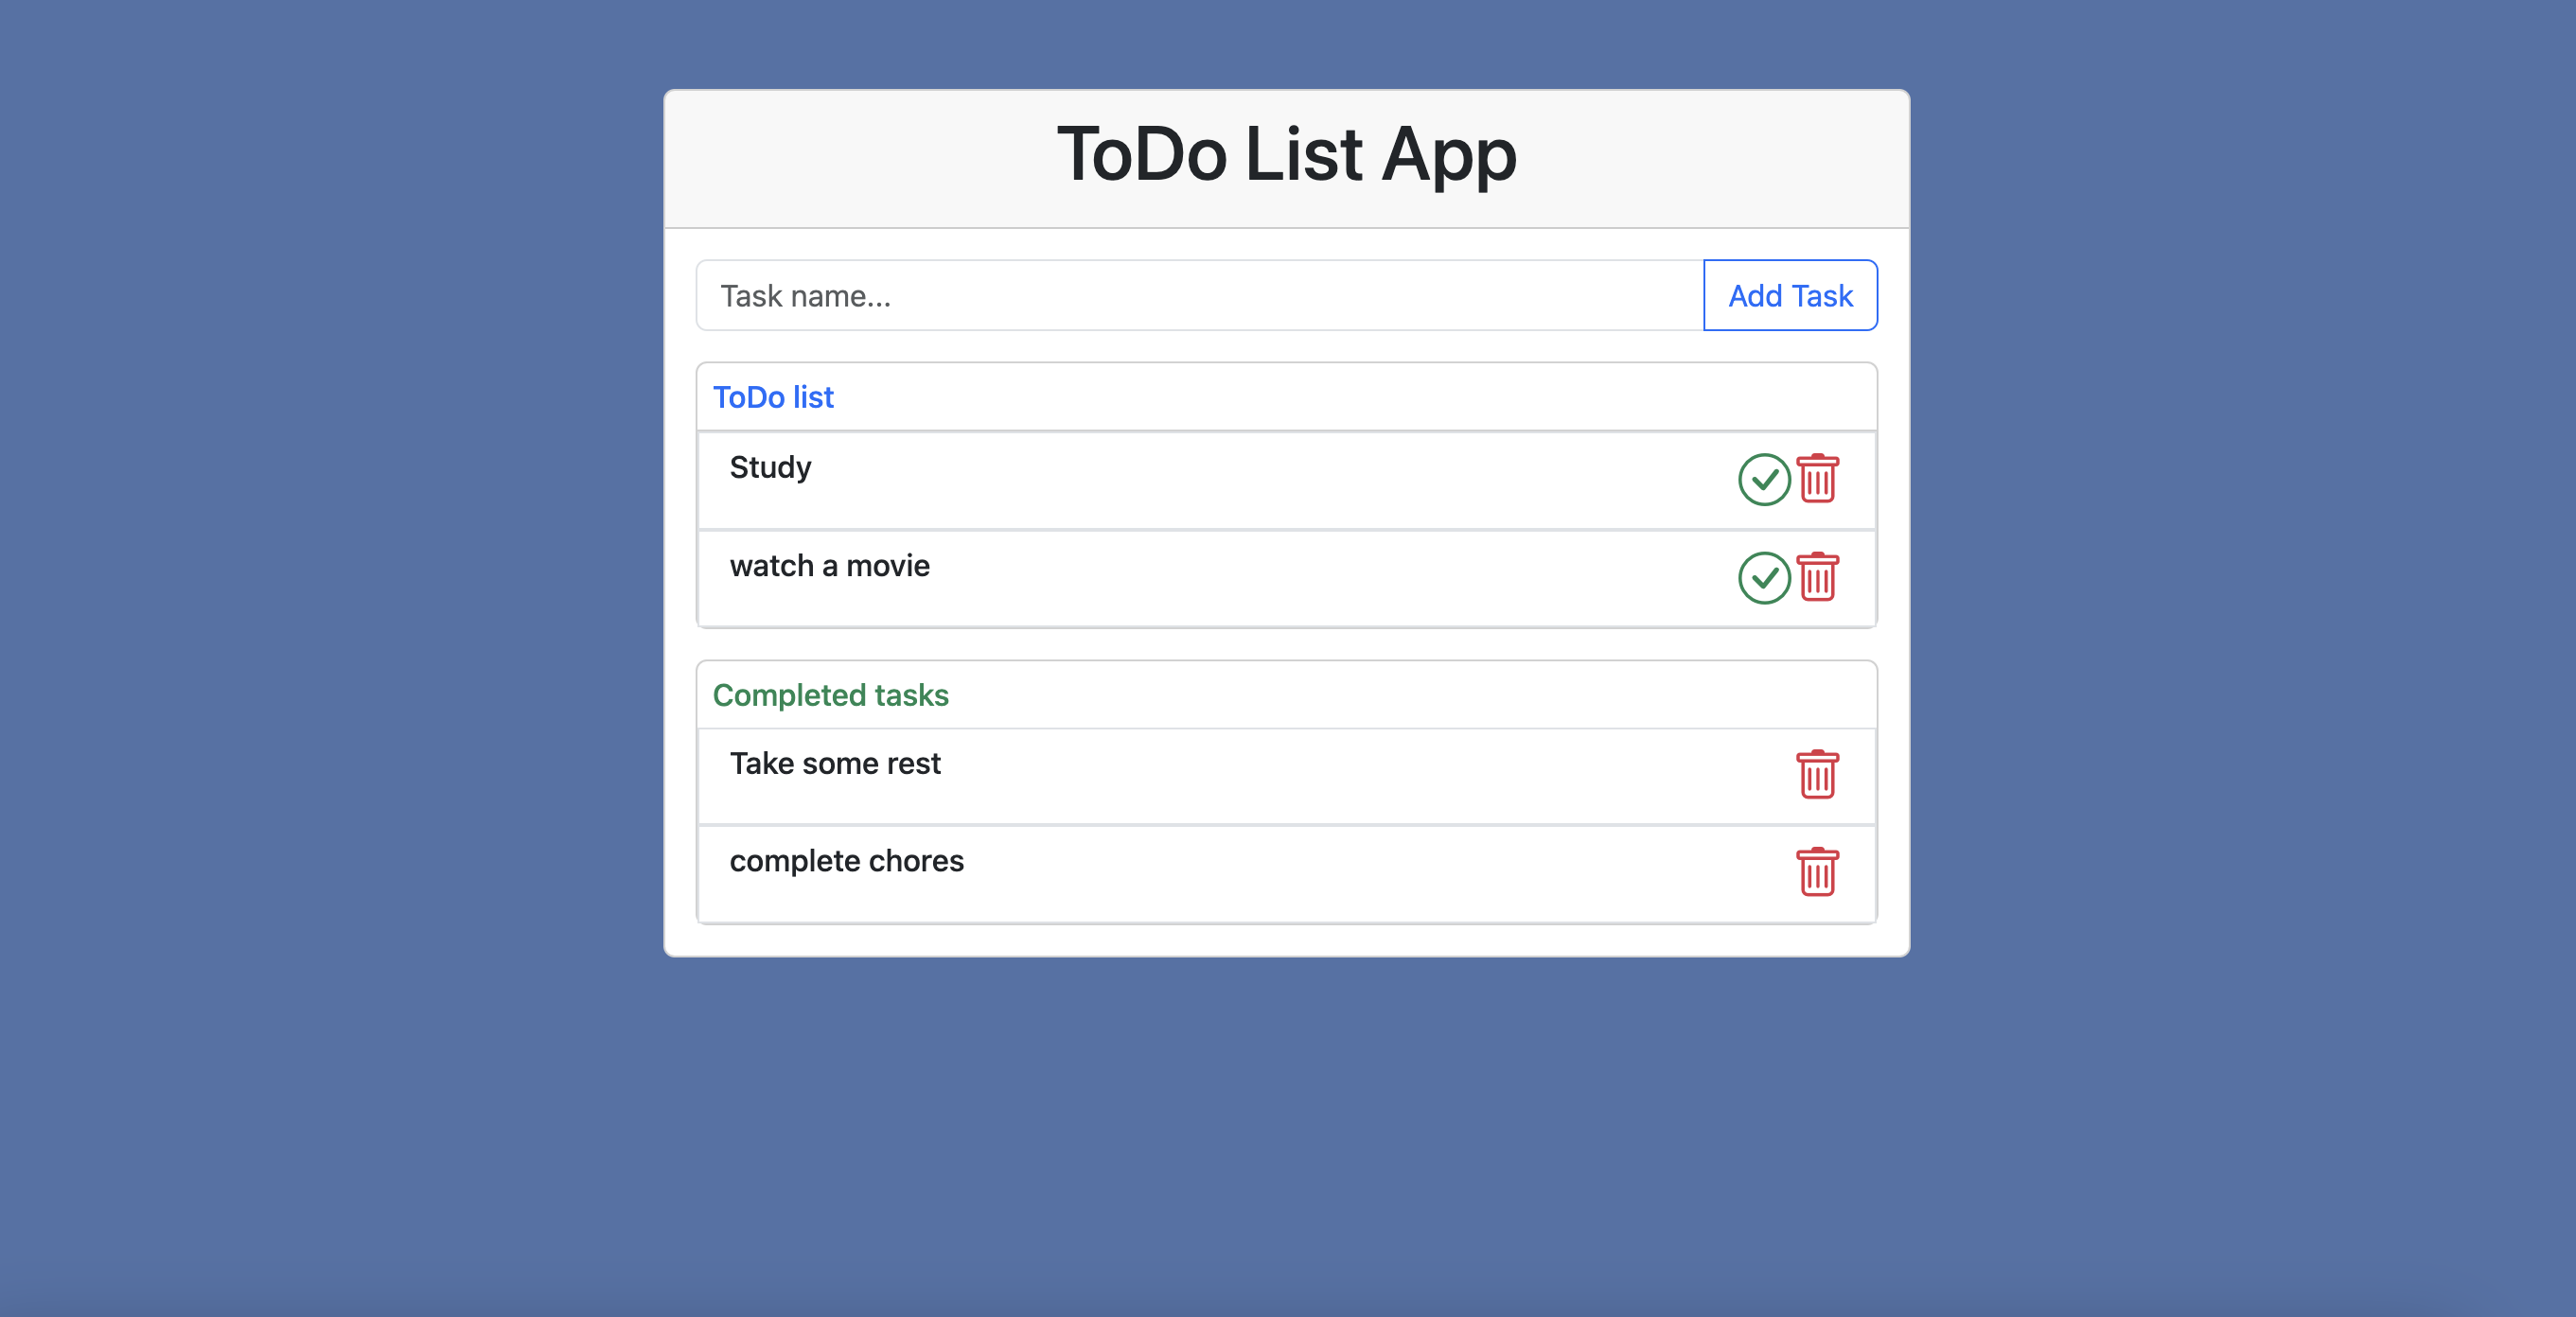 ToDo List App
Task name...
Add Task
ToDo list
Study
watch a movie
Completed tasks
Take some rest
complete chores